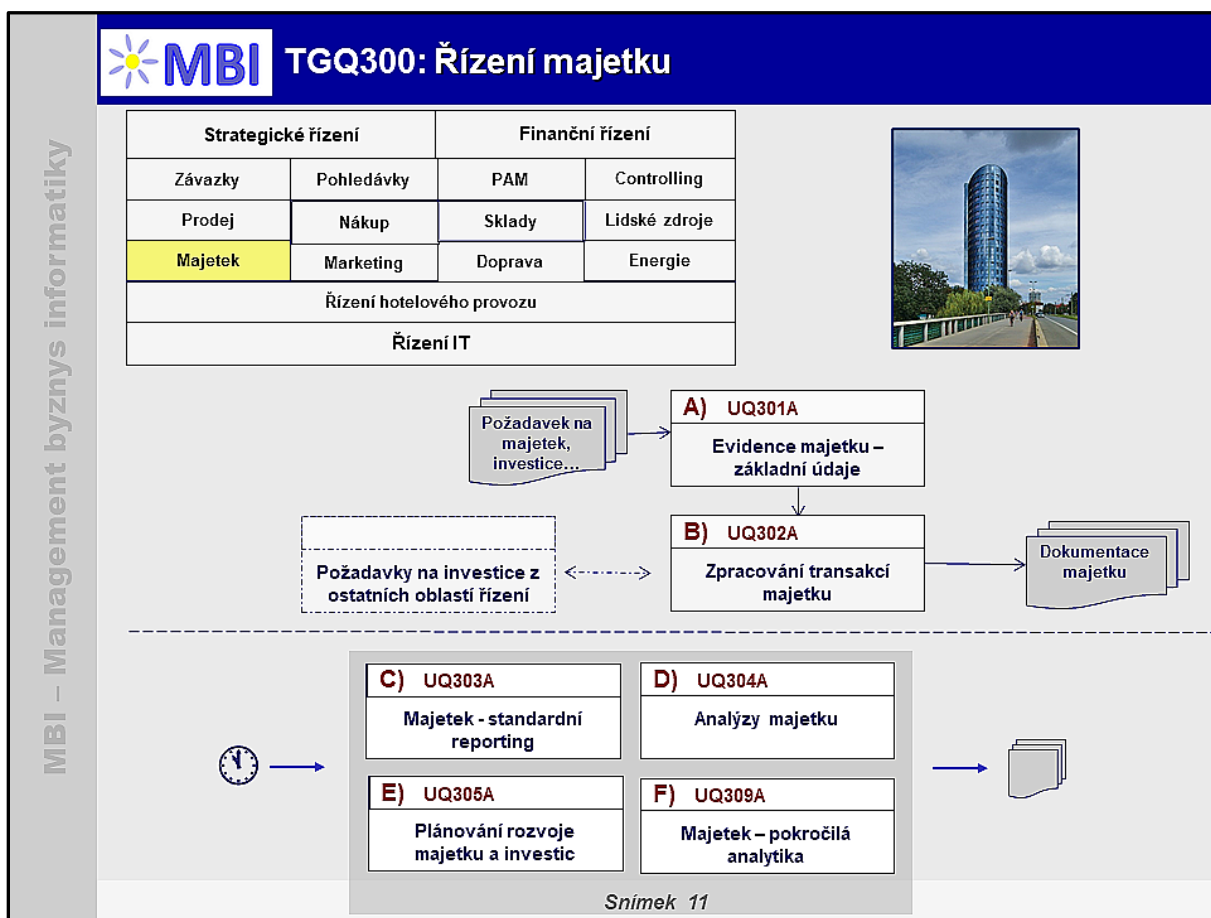 MBI
TGQ300: Řízení majetku
MBI – Management byznys informatiky
Strategické řízení
Finanční řízení
Závazky
Pohledávky
PAM
Controlling
Prodej
Nákup
Sklady
Lidské zdroje
Majetek
Marketing
Doprava
Energie
Řízení hotelového provozu
Řízení IT
Požadavek na
majetek,
investice…
A) UQ301A
Evidence majetku –
základní údaje
B) UQ302A
Zpracování transakcí
majetku
Požadavky na investice z
ostatních oblastí řízení
Dokumentace
majetku
C) UQ303A
Majetek - standardní
reporting
D) UQ304A
Analýzy majetku
E) UQ305A
Plánování rozvoje
majetku a investic
F) UQ309A
Majetek – pokročilá
analytika
Snímek 11